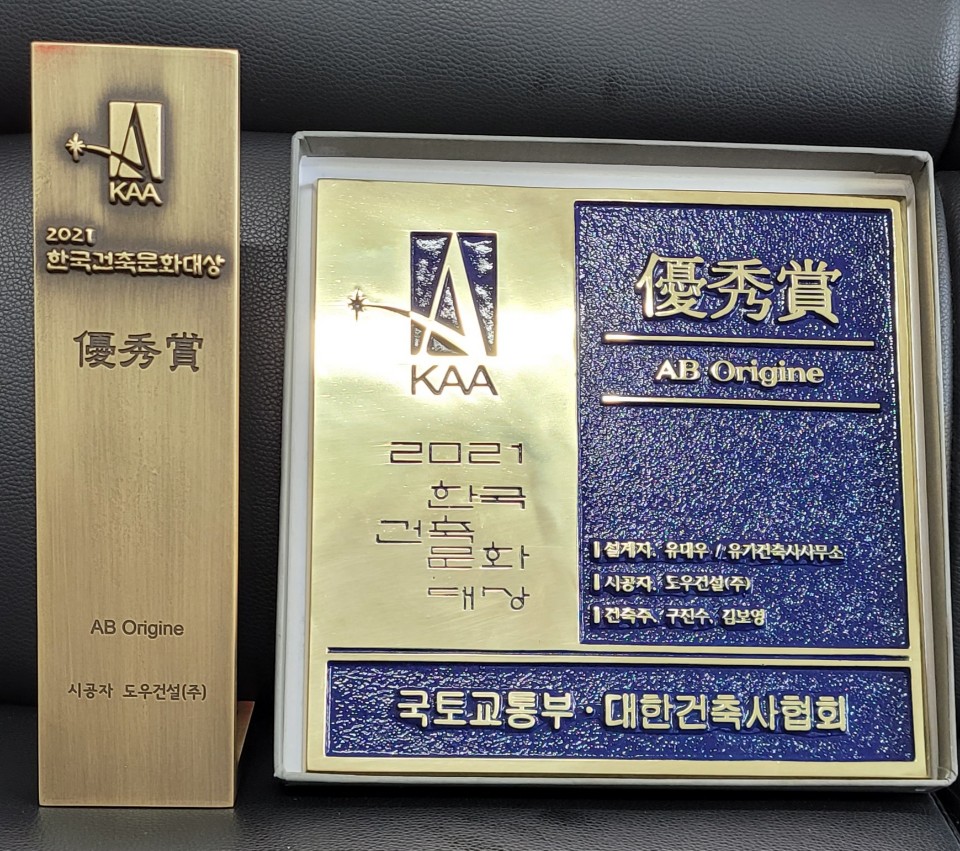 KAA
2021
한국건축문화대상
優秀賞
AB Origine
시공자 도우건설(주)
KAA
2021
한국
건축
문화
대상
優秀賞
AB Origine
설계자. 유대우 / 유가건축사사무소
시공자. 도우건설(주)
건축주. 구진수, 김보영
국토교통부 · 대한건축사협회